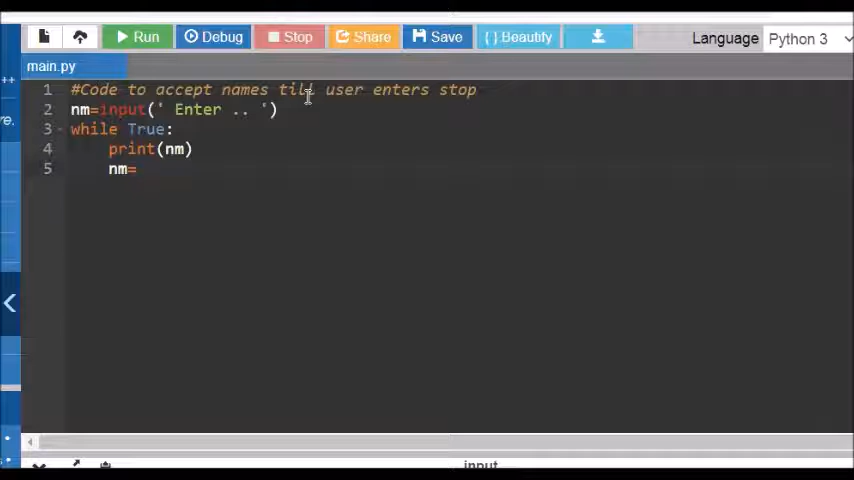 Run Debug Stop Share Save { } Beautify Language Python 3
main.py
++
re.
1 #Code to accept names till user enters stop
2 nm=input(' Enter .. ')
3 while True:
4     print(nm)
5     nm=
input